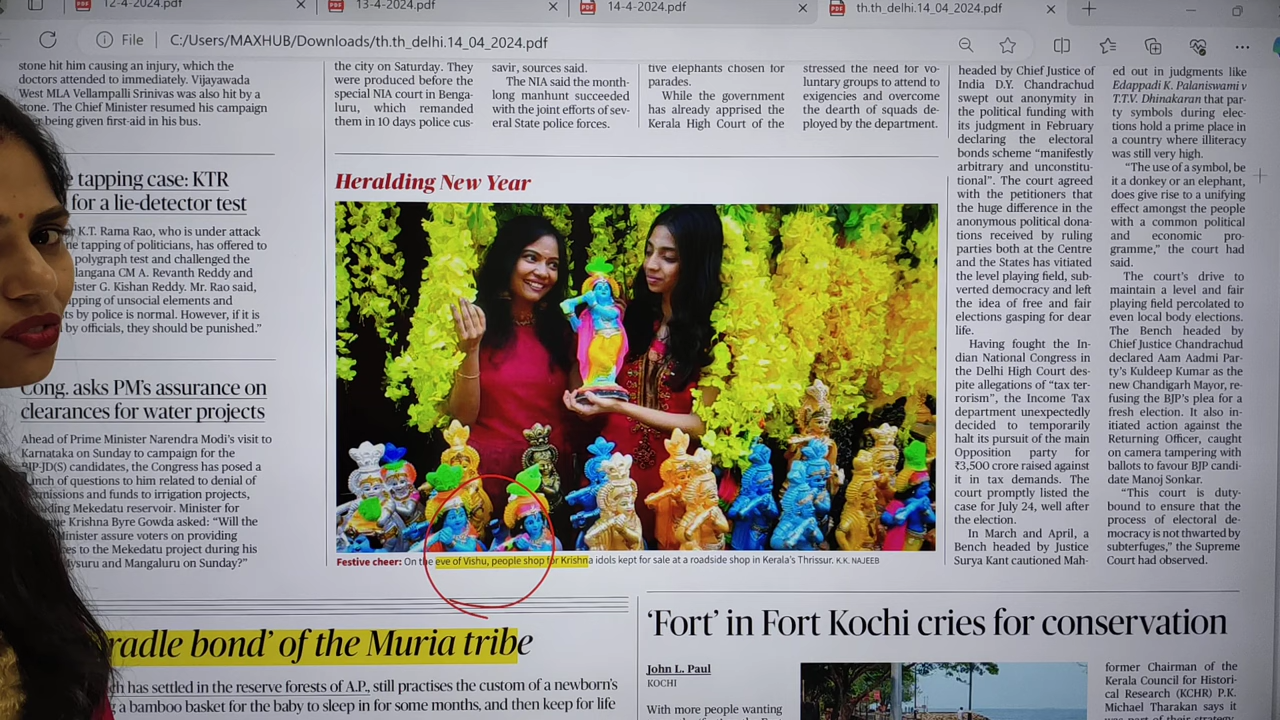 12-4-2024.pdf
13-4-2024.pdf
14-4-2024.pdf
th.th_delhi.14_04_2024.pdf
File
C:/Users/MAXHUB/Downloads/th.th_delhi.14_04_2024.pdf
stone hit him causing an injury, which the
doctors attended to immediately. Vijayawada
West MLA Vellampalli Srinivas was also hit by a
stone. The Chief Minister resumed his campaign
being given first-aid in his bus.
tapping case: KTR
for a lie-detector test
K.T. Rama Rao, who is under attack
tapping of politicians, has offered to
polygraph test and challenged the
CM A. Revanth Reddy and
G. Kishan Reddy. Mr. Rao said,
of unsocial elements and
by police is normal. However, if it is
by officials, they should be punished.”
Cong. asks PM’s assurance on
clearances for water projects
Ahead of Prime Minister Narendra Modi’s visit to
Karnataka on Sunday to campaign for the
BJP-JD(S) candidates, the Congress has posed a
of questions to him related to denial of
and funds to irrigation projects,
Mekedatu reservoir. Minister for
Krishna Byre Gowda asked: “Will the
Minister assure voters on providing
to the Mekedatu project during his
Mysuru and Mangaluru on Sunday?”
the city on Saturday. They
were produced before the
special NIA court in Benga-
luru, which remanded
them in 10 days police cus-
savir, sources said.
The NIA said the month-
long manhunt succeeded
with the joint efforts of sev-
eral State police forces.
tive elephants chosen for
parades.
While the government
has already apprised the
Kerala High Court of the
stressed the need for vo-
luntary groups to attend to
exigencies and overcome
the dearth of squads de-
ployed by the department.
Heralding New Year
Festive cheer: On the eve of Vishu, people shop for Krishna idols kept for sale at a roadside shop in Kerala’s Thrissur. K.K. NAJEEB
headed by Chief Justice of
India D.Y. Chandrachud
swept out anonymity in
the political funding with
its judgment in February
declaring the electoral
bonds scheme “manifestly
arbitrary and unconstitu-
tional”. The court agreed
with the petitioners that
the huge difference in the
anonymous political dona-
tions received by ruling
parties both at the Centre
and the States has vitiated
the level playing field, sub-
verted democracy and left
the idea of free and fair
elections gasping for dear
life.
Having fought the In-
dian National Congress in
the Delhi High Court des-
pite allegations of “tax ter-
rorism”, the Income Tax
department unexpectedly
decided to temporarily
halt its pursuit of the main
Opposition party for
₹3,500 crore raised against
it in tax demands. The
court promptly listed the
case for July 24, well after
the election.
In March and April, a
Bench headed by Justice
Surya Kant cautioned Mah-
ed out in judgments like
Edappadi K. Palaniswami v
T.T.V. Dhinakaran that par-
ty symbols during elec-
tions hold a prime place in
a country where illiteracy
was still very high.
“The use of a symbol, be
it a donkey or an elephant,
does give rise to a unifying
effect amongst the people
with a common political
and economic pro-
gramme,” the court had
said.
The court’s drive to
maintain a level and fair
playing field percolated to
even local body elections.
The Bench headed by
Chief Justice Chandrachud
declared Aam Aadmi Par-
ty’s Kuldeep Kumar as the
new Chandigarh Mayor, re-
fusing the BJP’s plea for a
fresh election. It also in-
itiated action against the
Returning Officer, caught
on camera tampering with
ballots to favour BJP candi-
date Manoj Sonkar.
“This court is duty-
bound to ensure that the
process of electoral de-
mocracy is not thwarted by
subterfuges,” the Supreme
Court had observed.
bond’ of the Muria tribe
has settled in the reserve forests of A.P., still practises the custom of a newborn’s
a bamboo basket for the baby to sleep in for some months, and then keep for life
‘Fort’ in Fort Kochi cries for conservation
John L. Paul
KOCHI
With more people wanting
former Chairman of the
Kerala Council for Histori-
cal Research (KCHR) P.K.
Michael Tharakan says it